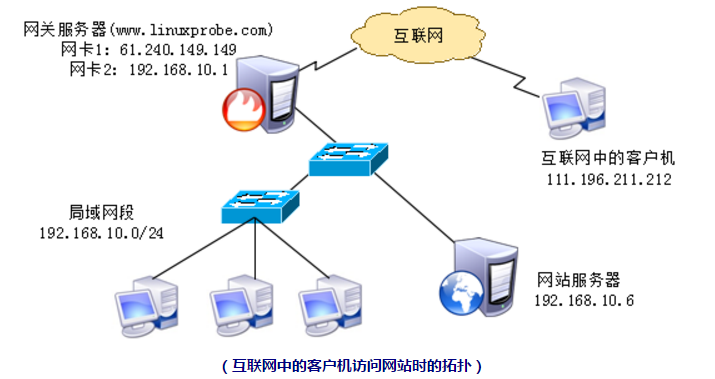 网关服务器(www.linuxprobe.com)
网卡1: 61.240.149.149
网卡2: 192.168.10.1
互联网
互联网中的客户机
111.196.211.212
局域网段
192.168.10.0/24
网站服务器
192.168.10.6
(互联网中的客户机访问网站时的拓扑)